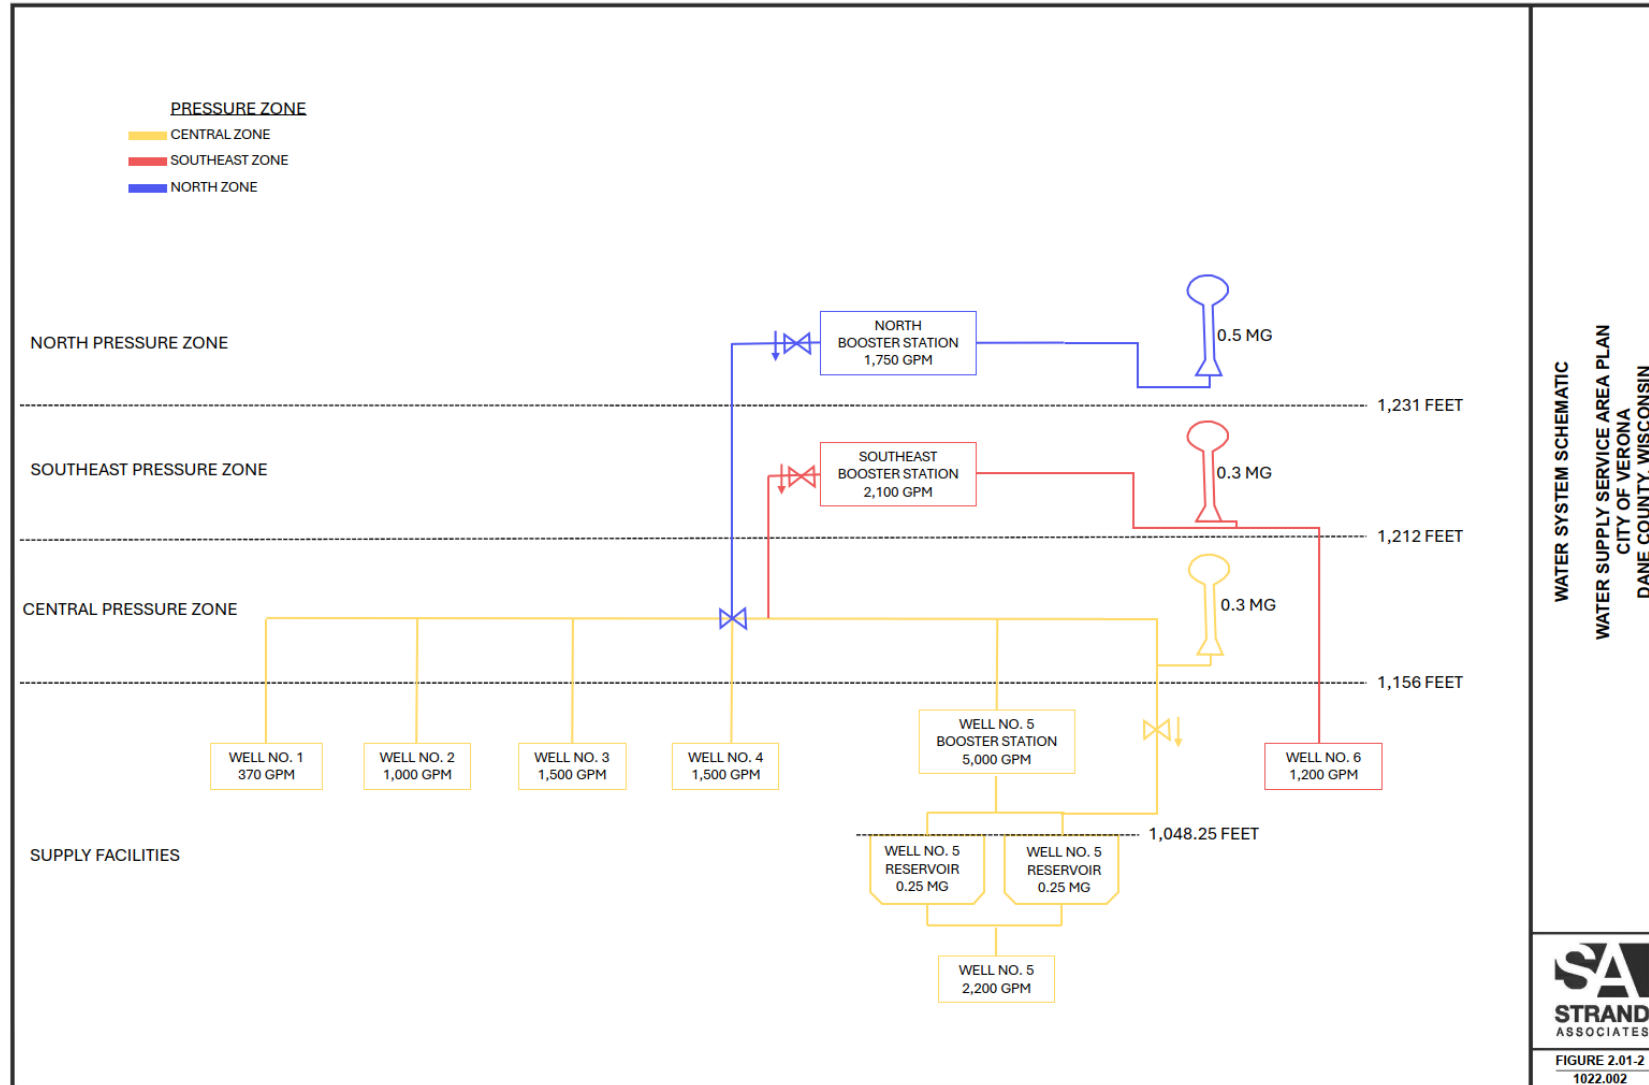 PRESSURE ZONE
CENTRAL ZONE
SOUTHEAST ZONE
NORTH ZONE
NORTH PRESSURE ZONE
NORTH
BOOSTER STATION
1,750 GPM
0.5 MG
1,231 FEET
SOUTHEAST PRESSURE ZONE
SOUTHEAST
BOOSTER STATION
2,100 GPM
0.3 MG
1,212 FEET
CENTRAL PRESSURE ZONE
0.3 MG
1,156 FEET
WELL NO. 1
370 GPM
WELL NO. 2
1,000 GPM
WELL NO. 3
1,500 GPM
WELL NO. 4
1,500 GPM
WELL NO. 5
BOOSTER STATION
5,000 GPM
WELL NO. 6
1,200 GPM
1,048.25 FEET
SUPPLY FACILITIES
WELL NO. 5
RESERVOIR
0.25 MG
WELL NO. 5
RESERVOIR
0.25 MG
WELL NO. 5
2,200 GPM
WATER SYSTEM SCHEMATIC
WATER SUPPLY SERVICE AREA PLAN
CITY OF VERONA
DANE COUNTY, WISCONSIN
SA
STRAND
ASSOCIATES
FIGURE 2.01-2
1022.002